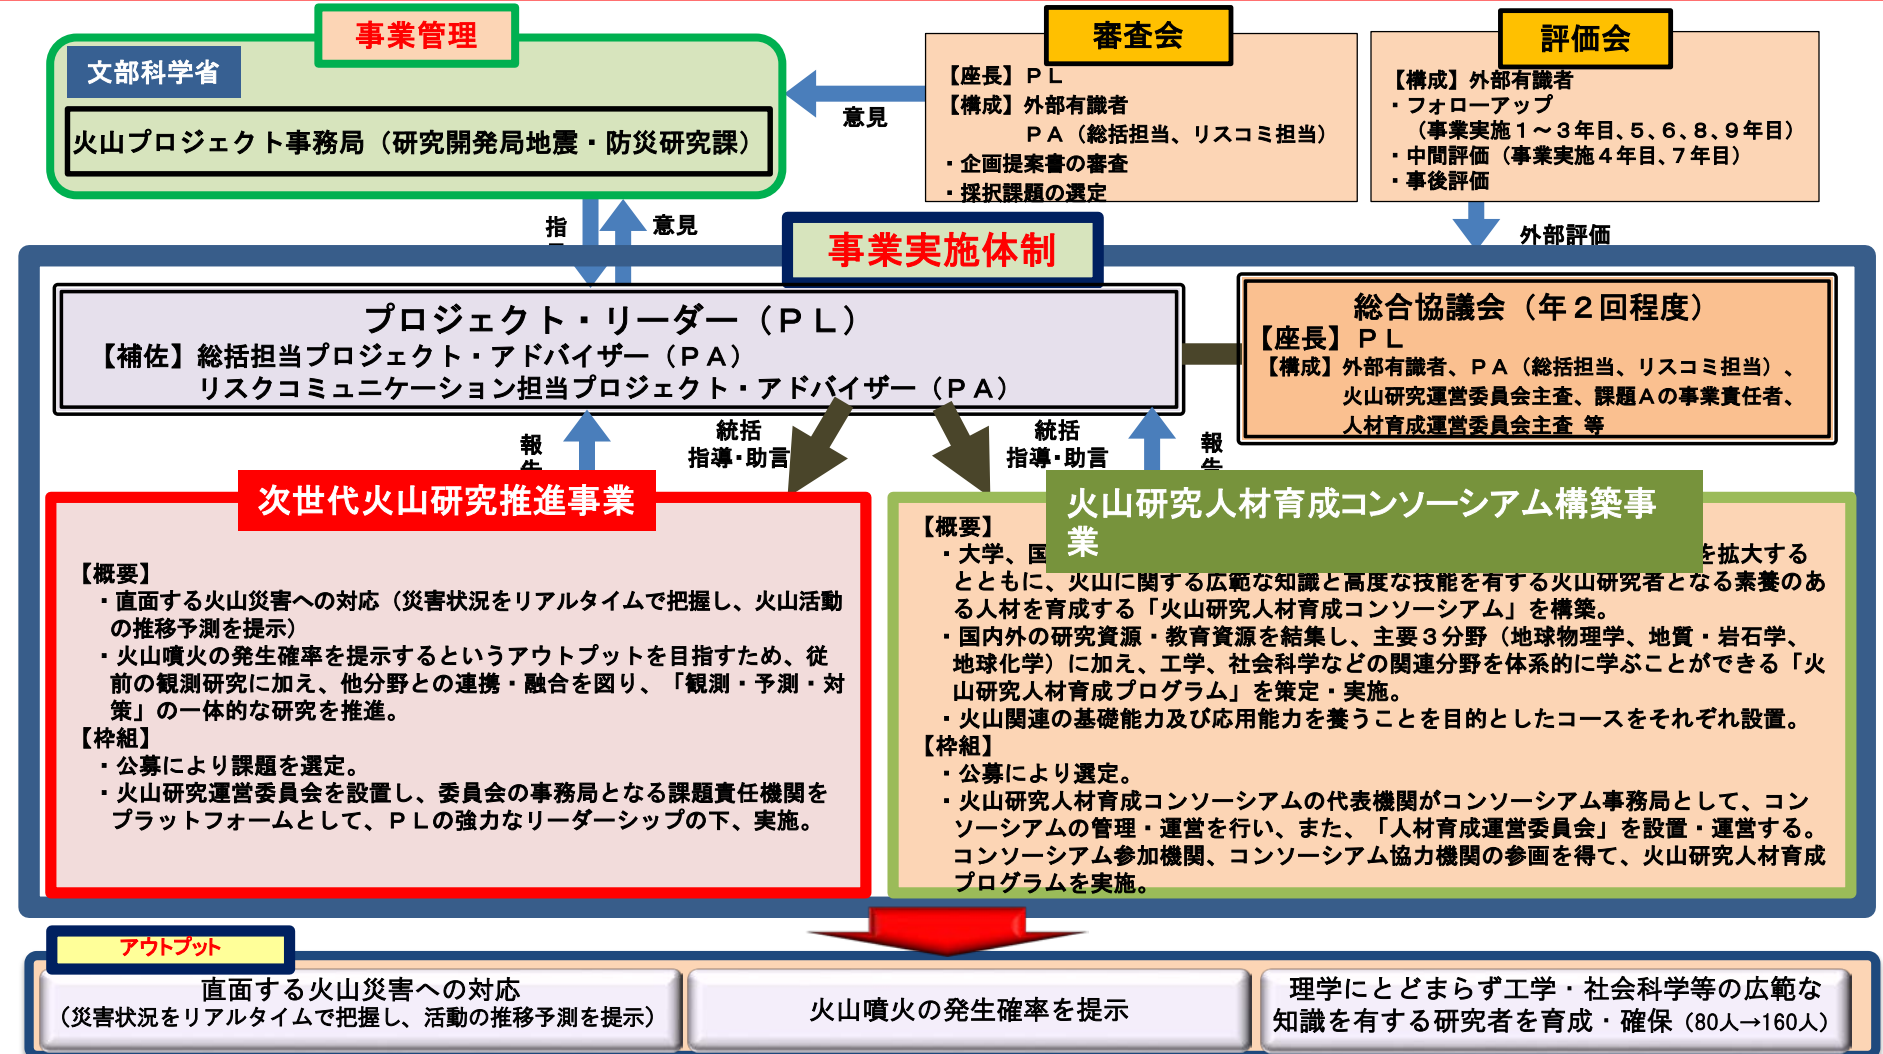 事業管理
文部科学省
火山プロジェクト事務局（研究開発局地震・防災研究課）
意見
審査会
【座長】ＰＬ
【構成】外部有識者
ＰＡ（総括担当、リスコミ担当）
・企画提案書の審査
・採択課題の選定
評価会
【構成】外部有識者
・フォローアップ
（事業実施１～３年目、５、６、８、９年目）
・中間評価（事業実施４年目、７年目）
・事後評価
指
意見
外部評価
事業実施体制
プロジェクト・リーダー（ＰＬ）
【補佐】総括担当プロジェクト・アドバイザー（ＰＡ）
リスクコミュニケーション担当プロジェクト・アドバイザー（ＰＡ）
総合協議会（年２回程度）
【座長】ＰＬ
【構成】外部有識者、ＰＡ（総括担当、リスコミ担当）、
火山研究運営委員会主査、課題Ａの事業責任者、
人材育成運営委員会主査 等
報告
統括
指導・助言
統括
指導・助言
報告
次世代火山研究推進事業
【概要】
・直面する火山災害への対応（災害状況をリアルタイムで把握し、火山活動
の推移予測を提示）
・火山噴火の発生確率を提示するというアウトプットを目指すため、従
前の観測研究に加え、他分野との連携・融合を図り、「観測・予測・対
策」の一体的な研究を推進。
【枠組】
・公募により課題を選定。
・火山研究運営委員会を設置し、委員会の事務局となる課題責任機関を
プラットフォームとして、ＰＬの強力なリーダーシップの下、実施。
火山研究人材育成コンソーシアム構築事
業
【概要】
・大学、国 を拡大する
とともに、火山に関する広範な知識と高度な技能を有する火山研究者となる素養のあ
る人材を育成する「火山研究人材育成コンソーシアム」を構築。
・国内外の研究資源・教育資源を結集し、主要３分野（地球物理学、地質・岩石学、
地球化学）に加え、工学、社会科学などの関連分野を体系的に学ぶことができる「火
山研究人材育成プログラム」を策定・実施。
・火山関連の基礎能力及び応用能力を養うことを目的としたコースをそれぞれ設置。
【枠組】
・公募により選定。
・火山研究人材育成コンソーシアムの代表機関がコンソーシアム事務局として、コン
ソーシアムの管理・運営を行い、また、「人材育成運営委員会」を設置・運営する。
コンソーシアム参加機関、コンソーシアム協力機関の参画を得て、火山研究人材育成
プログラムを実施。
アウトプット
直面する火山災害への対応
（災害状況をリアルタイムで把握し、活動の推移予測を提示）
火山噴火の発生確率を提示
理学にとどまらず工学・社会科学等の広範な
知識を有する研究者を育成・確保（80人→160人）